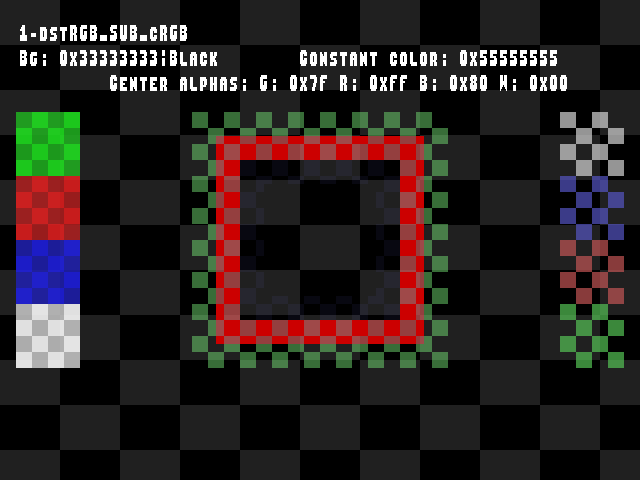 1-dstRGB_SUB_cRGB
Bg: 0x33333333¦Black Constant color: 0x55555555
Center alphas: G: 0x7f R: 0xff B: 0x80 W: 0x00